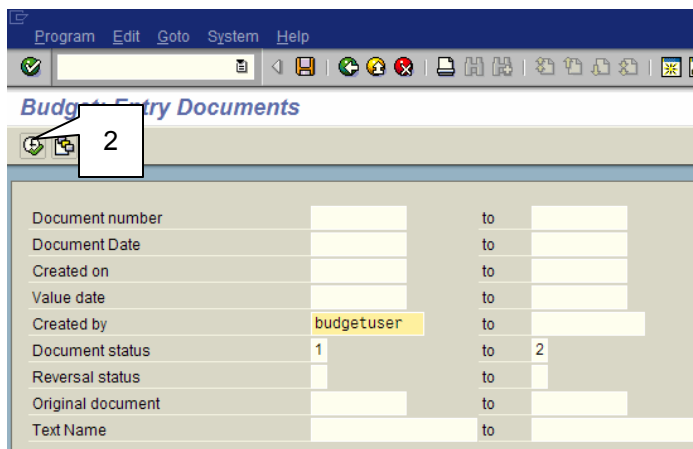 Program Edit Goto System Help
Budget: Entry Documents
2
Document number to
Document Date to
Created on to
Value date to
Created by budgetuser to
Document status 1 to 2
Reversal status to
Original document to
Text Name to